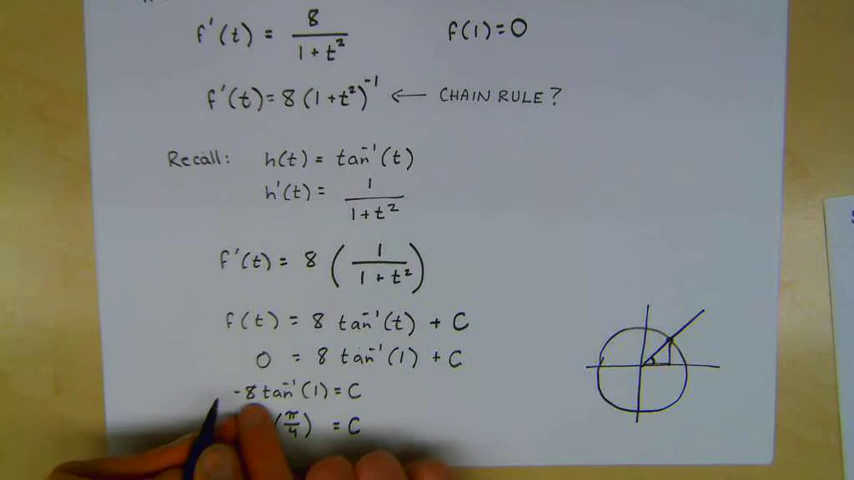 f'(t) = 8/(1+t²)    f(1)=0
f'(t)= 8(1+t²)⁻¹ ← CHAIN RULE?
Recall: h(t) = tan⁻¹(t)
h'(t) = 1/(1+t²)
f'(t) = 8 (1/(1+t²))
f(t) = 8 tan⁻¹(t) + C
0 = 8 tan⁻¹(1) + C
-8 tan⁻¹(1) = C
(π/4) = C